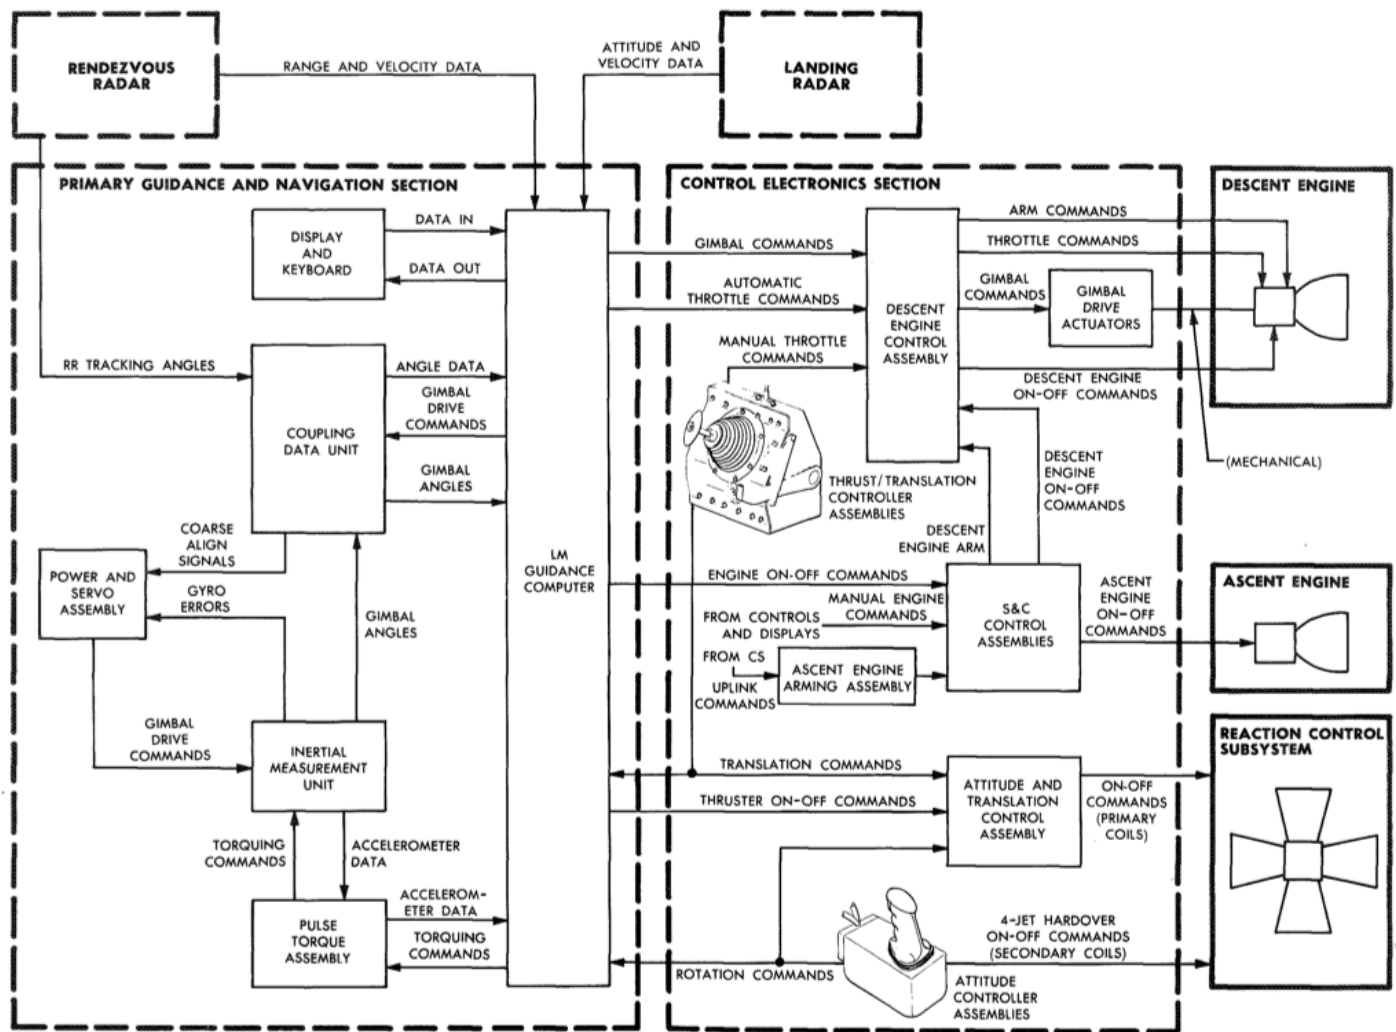 RENDEZVOUS
RADAR
RANGE AND VELOCITY DATA
ATTITUDE AND
VELOCITY DATA
LANDING
RADAR
PRIMARY GUIDANCE AND NAVIGATION SECTION
DISPLAY
AND
KEYBOARD
DATA IN
DATA OUT
RR TRACKING ANGLES
COUPLING
DATA UNIT
ANGLE DATA
GIMBAL
DRIVE
COMMANDS
GIMBAL
ANGLES
COARSE
ALIGN
SIGNALS
POWER AND
SERVO
ASSEMBLY
GYRO
ERRORS
GIMBAL
ANGLES
GIMBAL
DRIVE
COMMANDS
INERTIAL
MEASUREMENT
UNIT
TORQUING
COMMANDS
ACCELEROMETER
DATA
PULSE
TORQUE
ASSEMBLY
ACCELEROM-
ETER DATA
TORQUING
COMMANDS
LM
GUIDANCE
COMPUTER
CONTROL ELECTRONICS SECTION
GIMBAL COMMANDS
AUTOMATIC
THROTTLE COMMANDS
MANUAL THROTTLE
COMMANDS
DESCENT
ENGINE
CONTROL
ASSEMBLY
ARM COMMANDS
THROTTLE COMMANDS
GIMBAL
COMMANDS
GIMBAL
DRIVE
ACTUATORS
DESCENT ENGINE
ON-OFF COMMANDS
THRUST/TRANSLATION
CONTROLLER
ASSEMBLIES
DESCENT
ENGINE ARM
DESCENT
ENGINE
ON-OFF
COMMANDS
(MECHANICAL)
ENGINE ON-OFF COMMANDS
MANUAL ENGINE
COMMANDS
FROM CONTROLS
AND DISPLAYS
FROM CS
UPLINK
COMMANDS
ASCENT ENGINE
ARMING ASSEMBLY
S&C
CONTROL
ASSEMBLIES
ASCENT
ENGINE
ON-OFF
COMMANDS
TRANSLATION COMMANDS
THRUSTER ON-OFF COMMANDS
ATTITUDE AND
TRANSLATION
CONTROL
ASSEMBLY
ON-OFF
COMMANDS
(PRIMARY
COILS)
ROTATION COMMANDS
4-JET HARDOVER
ON-OFF COMMANDS
(SECONDARY COILS)
ATTITUDE
CONTROLLER
ASSEMBLIES
DESCENT ENGINE
ASCENT ENGINE
REACTION CONTROL
SUBSYSTEM